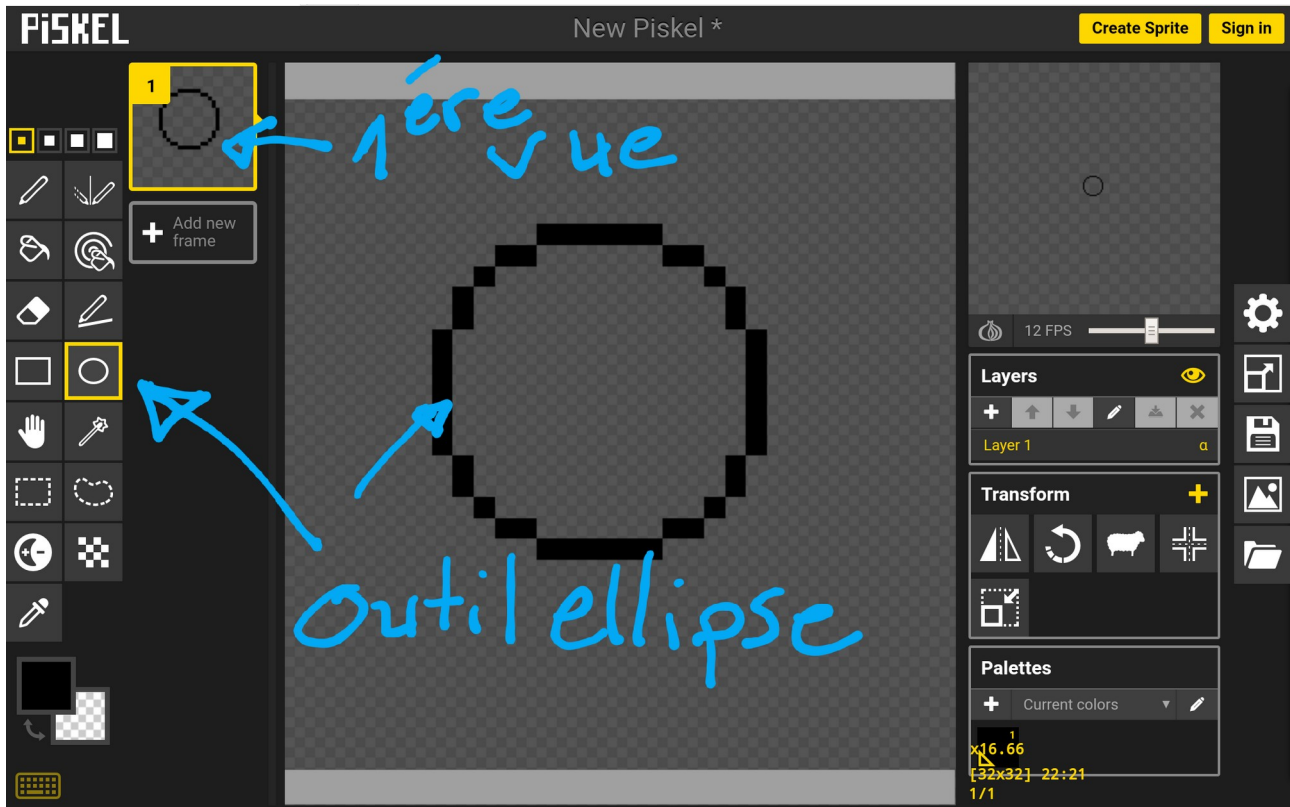 PiSKEL
New Piskel *
Create Sprite
Sign in
1
1ére vue
Add new
frame
12 FPS
Layers
Layer 1
α
Transform
Outil ellipse
Palettes
Current colors
1
x16.66
[32x32] 22:21
1/1